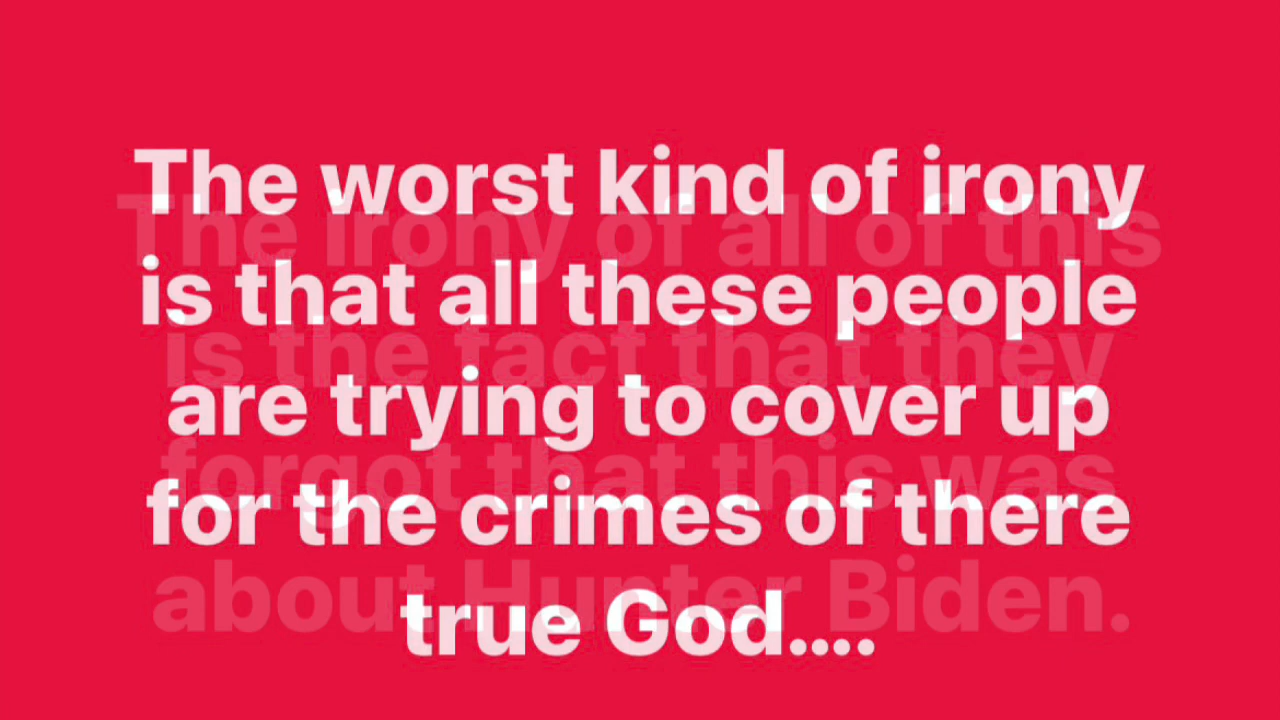 The worst kind of irony
is that all these people
are trying to cover up
for the crimes of there
true God....
The irony of all of this
is the fact that they
forgot that this was
about Hunter Biden.